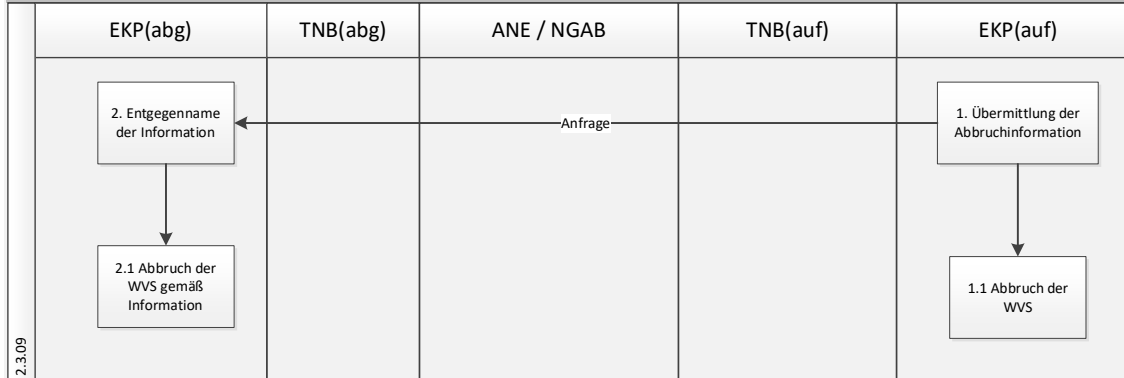 EKP(abg)
TNB(abg)
ANE / NGAB
TNB(auf)
EKP(auf)
2. Entgegenname
der Information
Anfrage
1. Übermittlung der
Abbruchinformation
2.1 Abbruch der
WVS gemäß
Information
1.1 Abbruch der
WVS
2.3.09